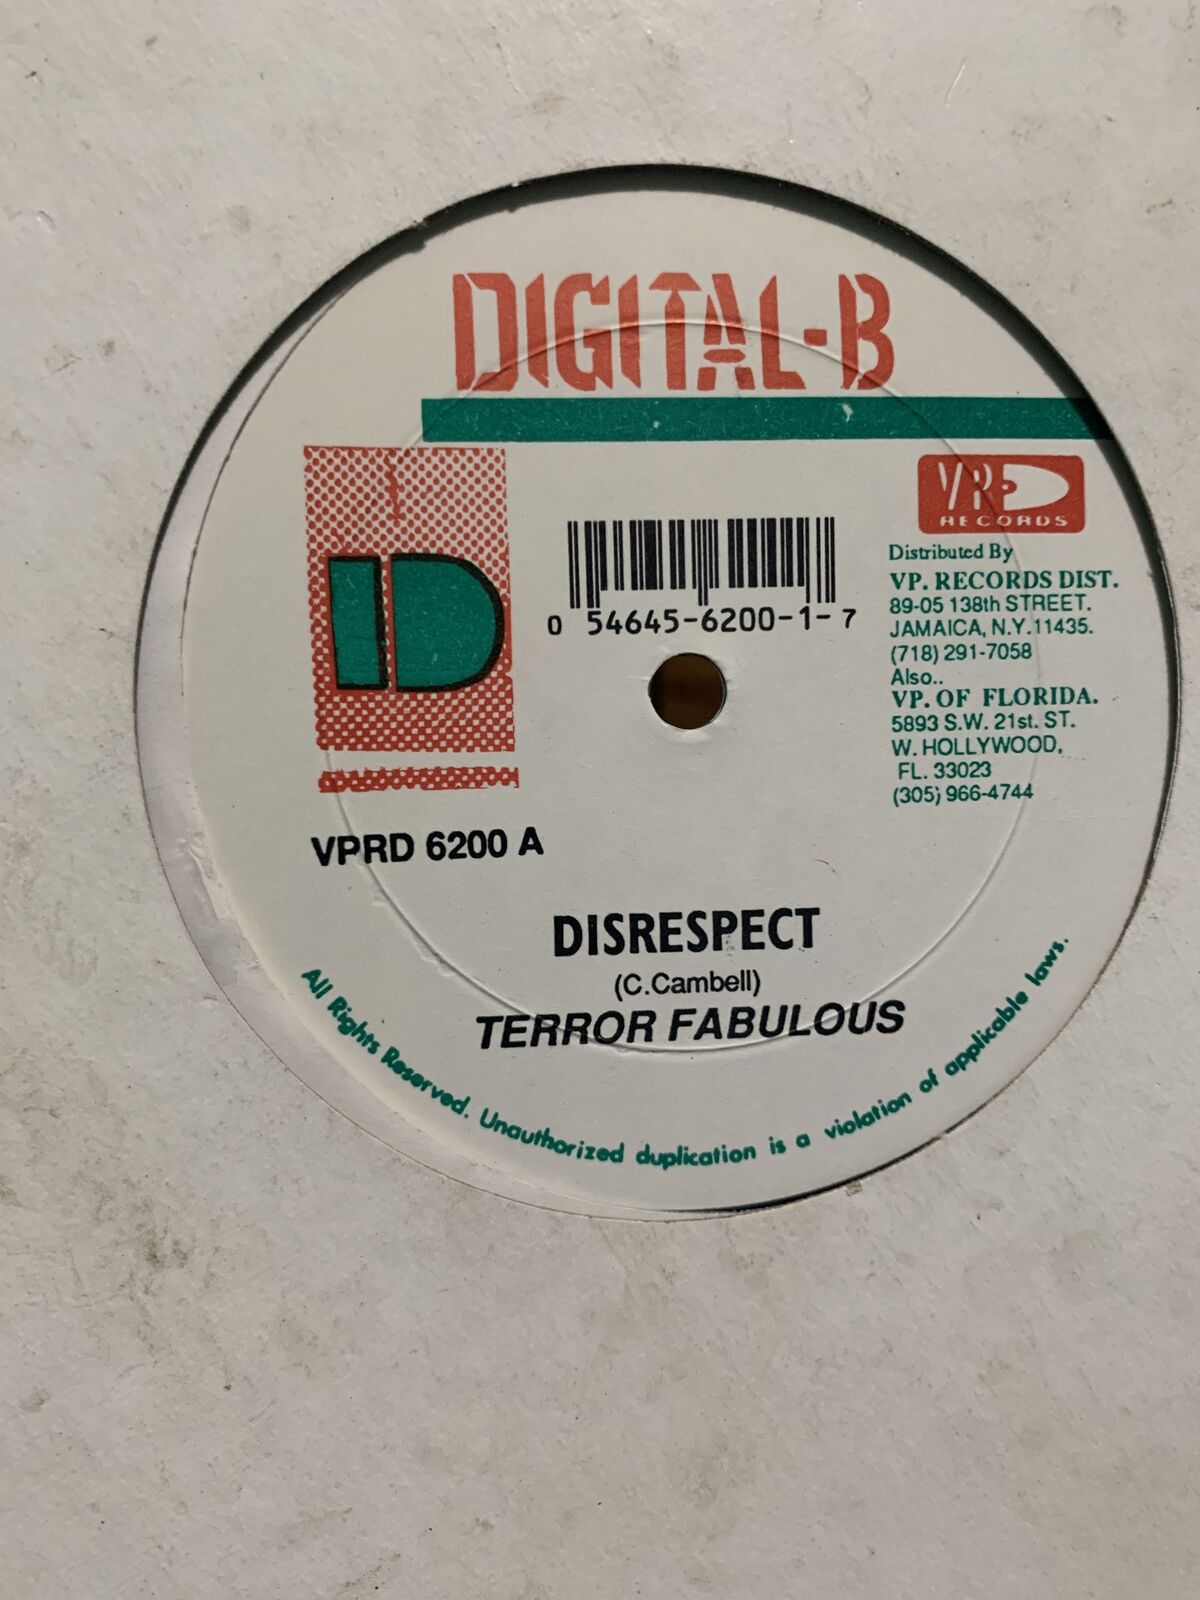 DIGITAL-B
VP
RECORDS
Distributed By
VP. RECORDS DIST.
89-05 138th STREET.
JAMAICA, N.Y.11435.
(718) 291-7058
Also..
VP. OF FLORIDA.
5893 S.W. 21st. ST.
W. HOLLYWOOD,
FL. 33023
(305) 966-4744
D
0 54645-6200-1-7
VPRD 6200 A
DISRESPECT
(C.Cambell)
TERROR FABULOUS
All Rights Reserved. Unauthorized duplication is a violation of applicable laws.